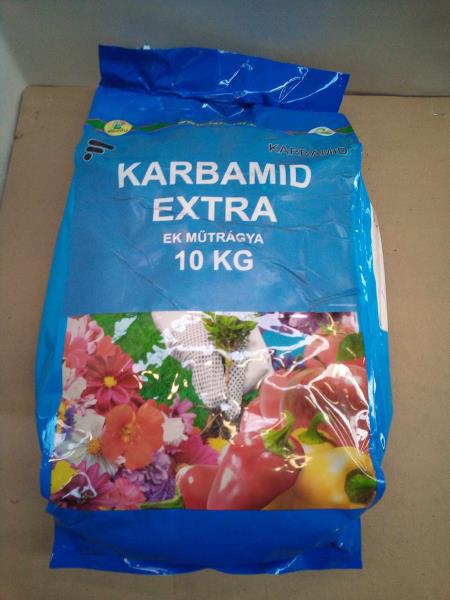 KARBAMID
KARBAMID
EXTRA
EK MŰTRÁGYA
10 KG